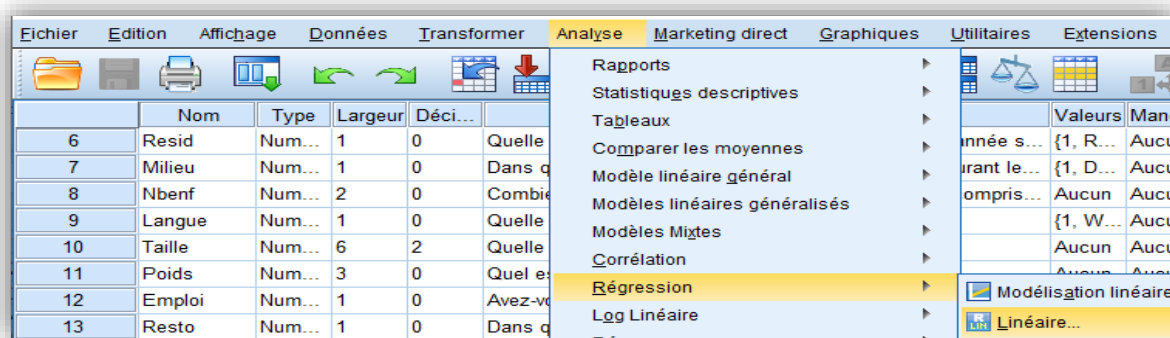 Fichier Edition Affichage Données Transformer Analyse Marketing direct Graphiques Utilitaires Extensions
Rapports
Statistiques descriptives
Nom Type Largeur Déci... Tableaux Valeurs Man
6 Resid Num... 1 0 Quelle Comparer les moyennes nnée s... {1, R... Aucu
7 Milieu Num... 1 0 Dans q Modèle linéaire général urant le... {1, D... Aucu
8 Nbenf Num... 2 0 Combie Modèles linéaires généralisés ompris... Aucun Aucu
9 Langue Num... 1 0 Quelle Modèles Mixtes {1, W... Aucu
10 Taille Num... 6 2 Quelle Corrélation Aucun Aucu
11 Poids Num... 3 0 Quel es Régression Aucun Aucu
12 Emploi Num... 1 0 Avez-vo Log Linéaire Modélisation linéaire
13 Resto Num... 1 0 Dans q Linéaire...